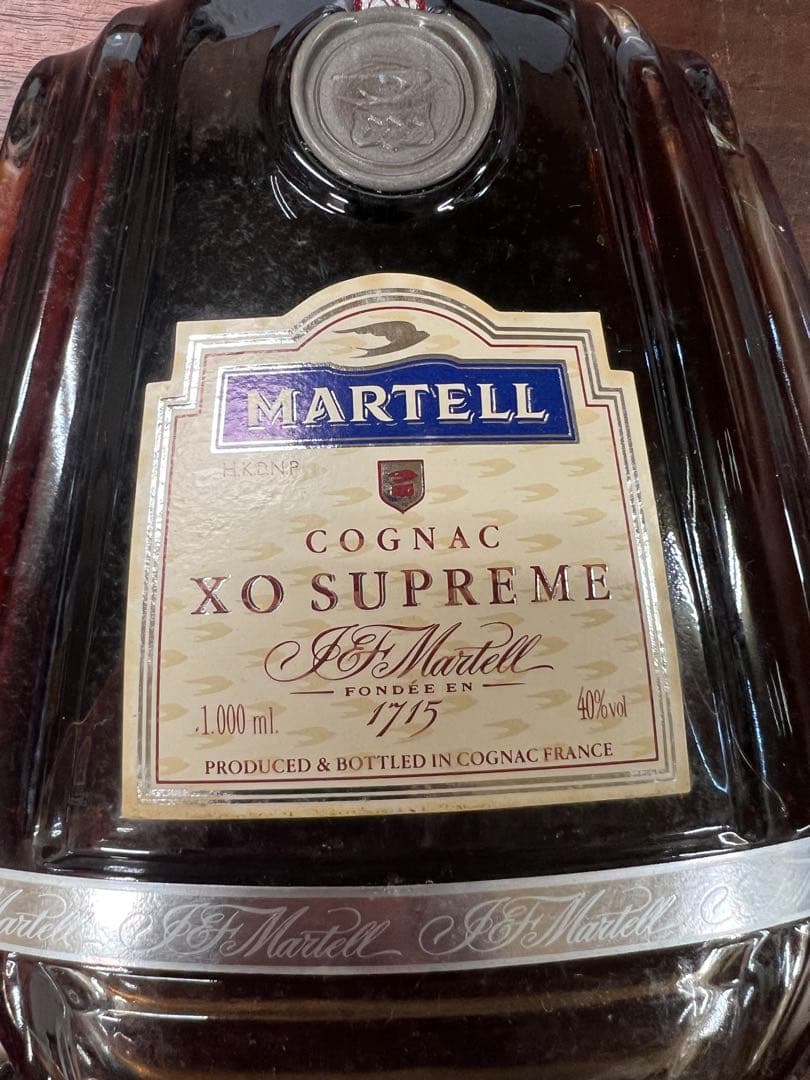 MARTELL
H.K.D.N.P.
COGNAC
XO SUPREME
J&F Martell
FONDÉE EN
1715
1.000 ml. 40%vol
PRODUCED & BOTTLED IN COGNAC FRANCE
Martell J&F Martell J&F Martell